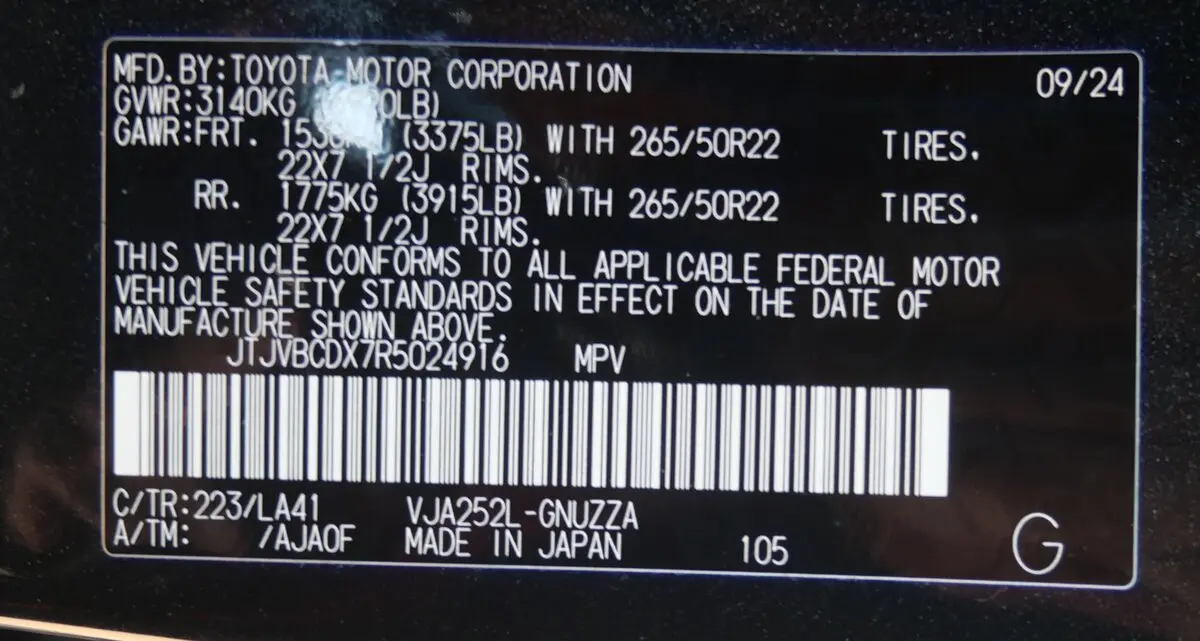 MFD.BY:TOYOTA MOTOR CORPORATION 09/24
GVWR:3140KG
GAWR:FRT. (3375LB) WITH 265/50R22 TIRES.
22X7 1/2J RIMS.
RR. 1775KG (3915LB) WITH 265/50R22 TIRES.
22X7 1/2J RIMS.
THIS VEHICLE CONFORMS TO ALL APPLICABLE FEDERAL MOTOR
VEHICLE SAFETY STANDARDS IN EFFECT ON THE DATE OF
MANUFACTURE SHOWN ABOVE.
JTJVBCDX7R5024916 MPV
C/TR:223/LA41 VJA252L-GNUZZA
A/TM: /AJA0F MADE IN JAPAN 105 G